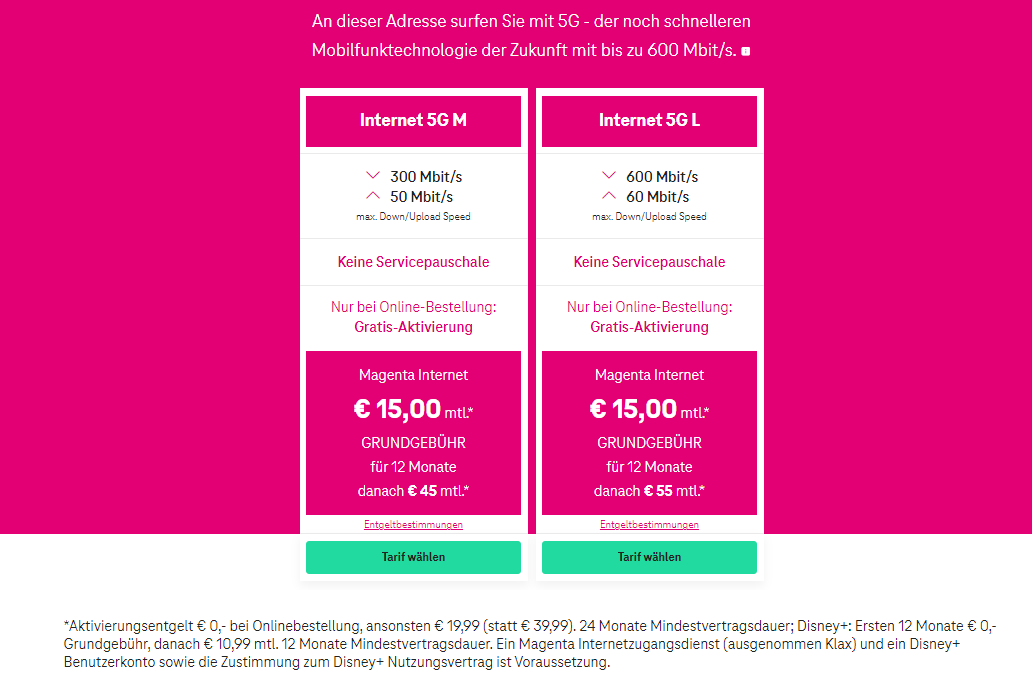 An dieser Adresse surfen Sie mit 5G - der noch schnelleren
Mobilfunktechnologie der Zukunft mit bis zu 600 Mbit/s.
Internet 5G M
300 Mbit/s
50 Mbit/s
max. Down/Upload Speed
Keine Servicepauschale
Nur bei Online-Bestellung:
Gratis-Aktivierung
Magenta Internet
€ 15,00 mtl.*
GRUNDGEBÜHR
für 12 Monate
danach € 45 mtl.*
Entgeltbestimmungen
Tarif wählen
Internet 5G L
600 Mbit/s
60 Mbit/s
max. Down/Upload Speed
Keine Servicepauschale
Nur bei Online-Bestellung:
Gratis-Aktivierung
Magenta Internet
€ 15,00 mtl.*
GRUNDGEBÜHR
für 12 Monate
danach € 55 mtl.*
Entgeltbestimmungen
Tarif wählen
*Aktivierungsentgelt € 0,- bei Onlinebestellung, ansonsten € 19,99 (statt € 39,99). 24 Monate Mindestvertragsdauer; Disney+: Ersten 12 Monate € 0,-
Grundgebühr, danach € 10,99 mtl. 12 Monate Mindestvertragsdauer. Ein Magenta Internetzugangsdienst (ausgenommen Klax) und ein Disney+
Benutzerkonto sowie die Zustimmung zum Disney+ Nutzungsvertrag ist Voraussetzung.